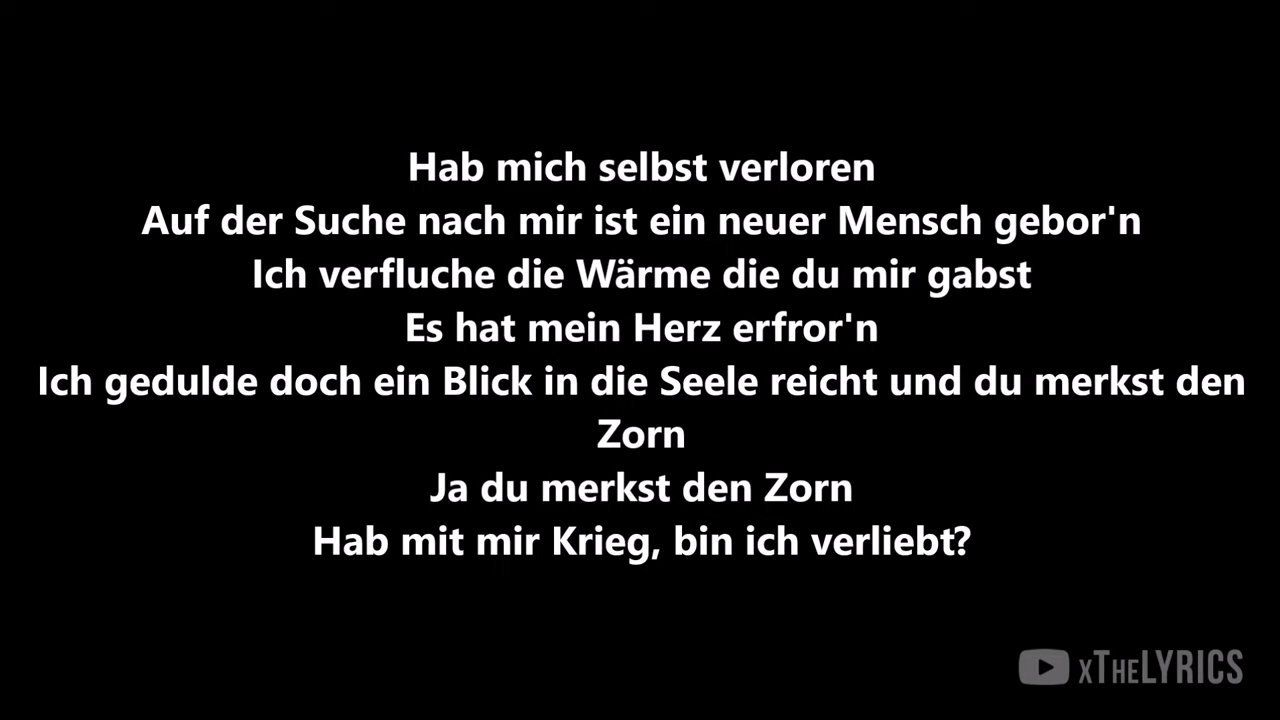 Hab mich selbst verloren
Auf der Suche nach mir ist ein neuer Mensch gebor'n
Ich verfluche die Wärme die du mir gabst
Es hat mein Herz erfror'n
Ich gedulde doch ein Blick in die Seele reicht und du merkst den
Zorn
Ja du merkst den Zorn
Hab mit mir Krieg, bin ich verliebt?
xTheLYRICS